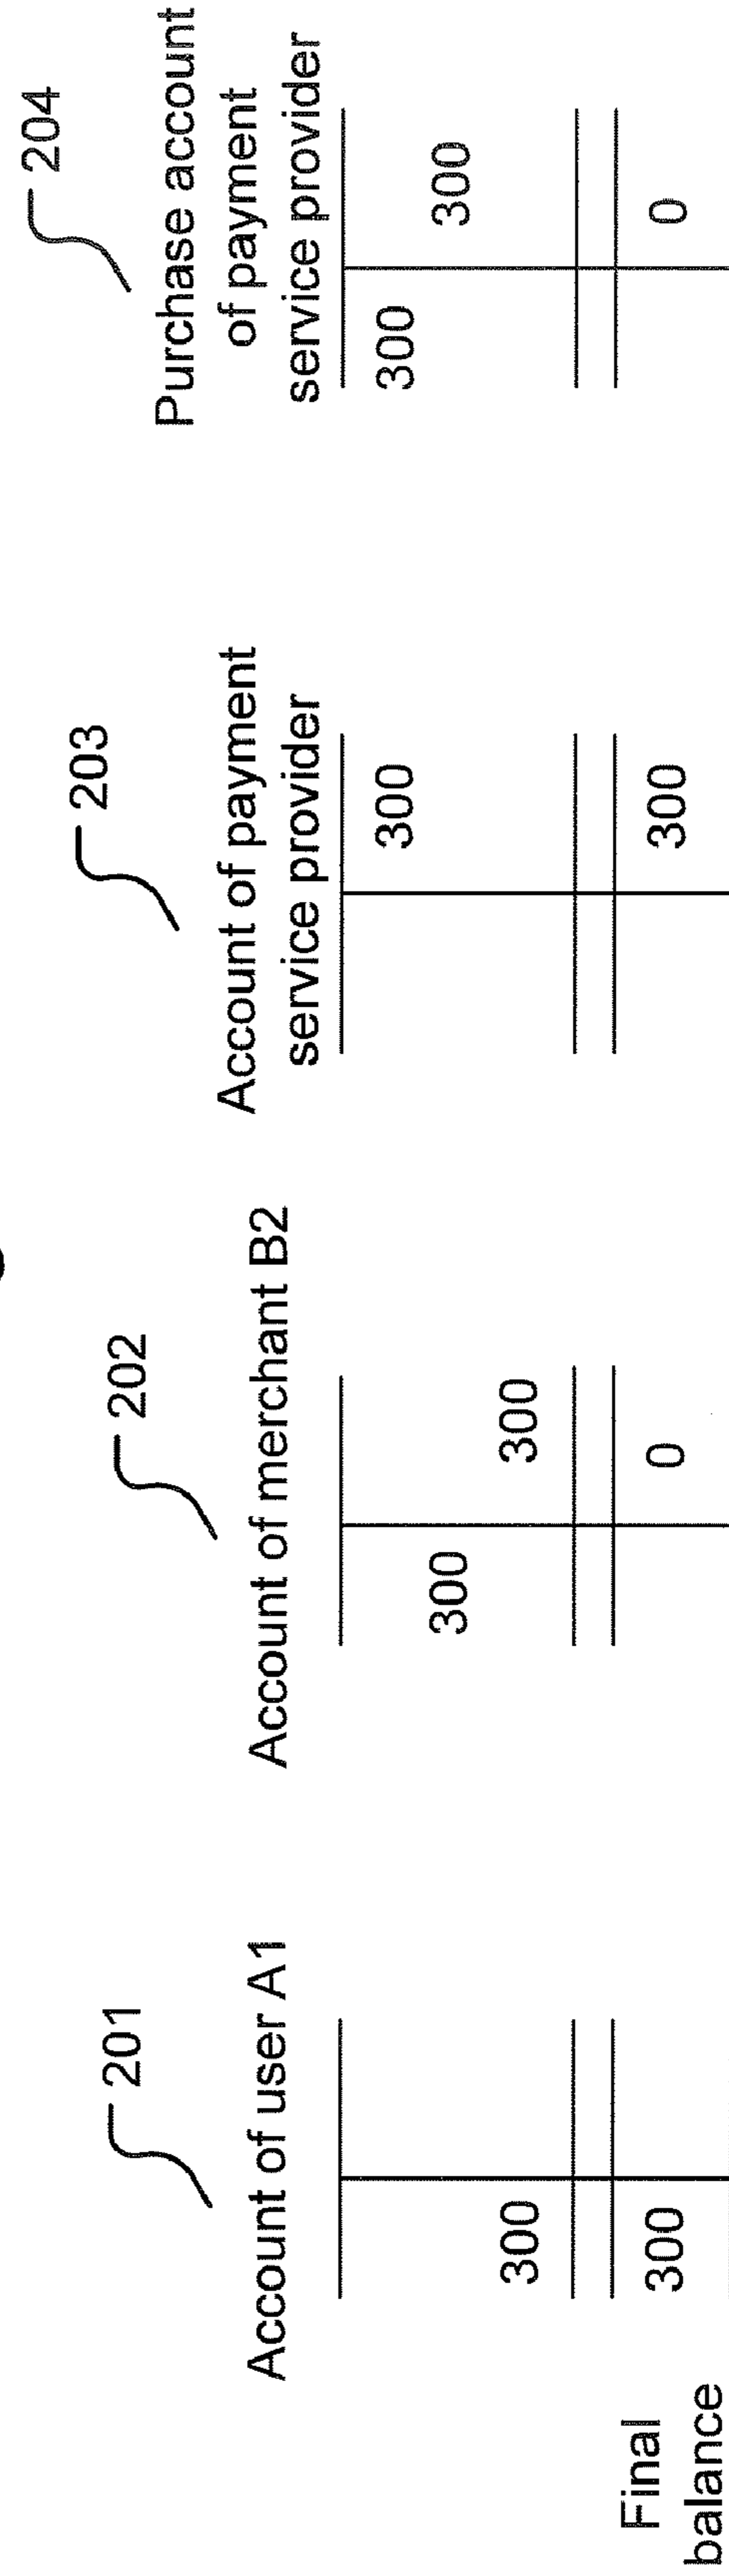 201
Account of user A1
300
202
Account of merchant B2
300
300
203
Account of payment
service provider
300
204
Purchase account
of payment
service provider
300
300
Final
balance
300
0
300
0